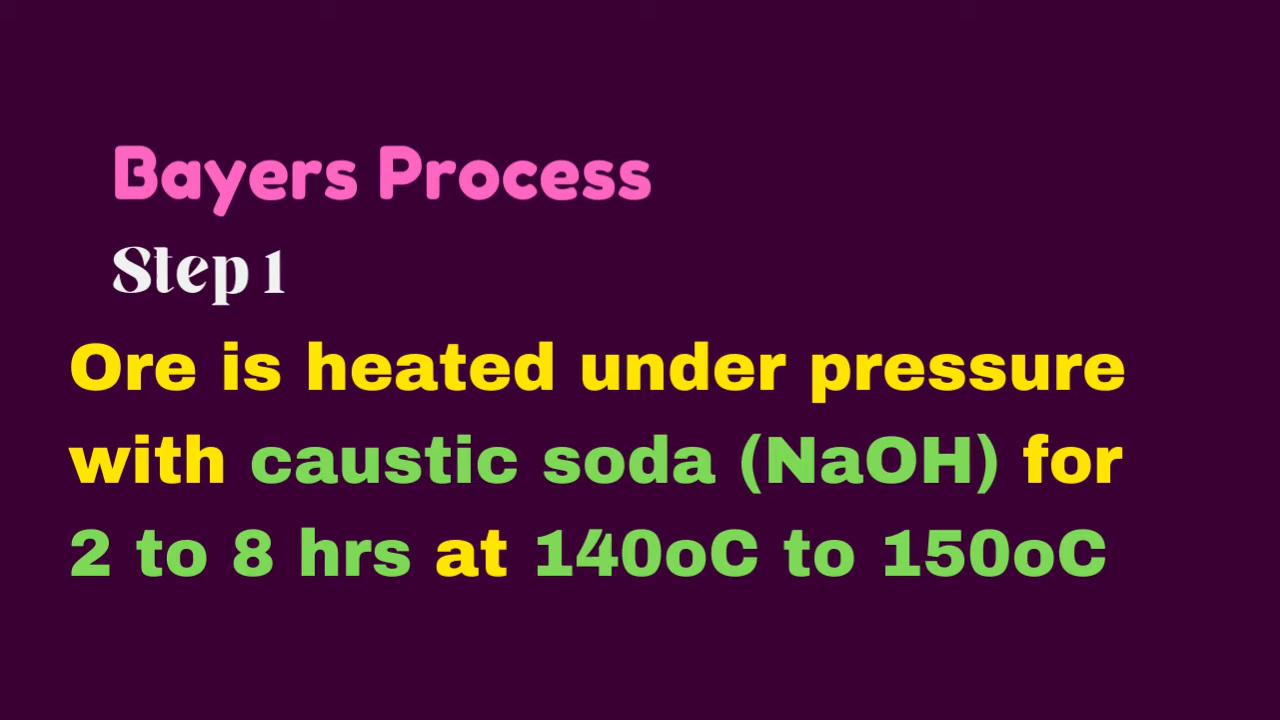 Bayers Process
Step 1
Ore is heated under pressure
with caustic soda (NaOH) for
2 to 8 hrs at 140oC to 150oC